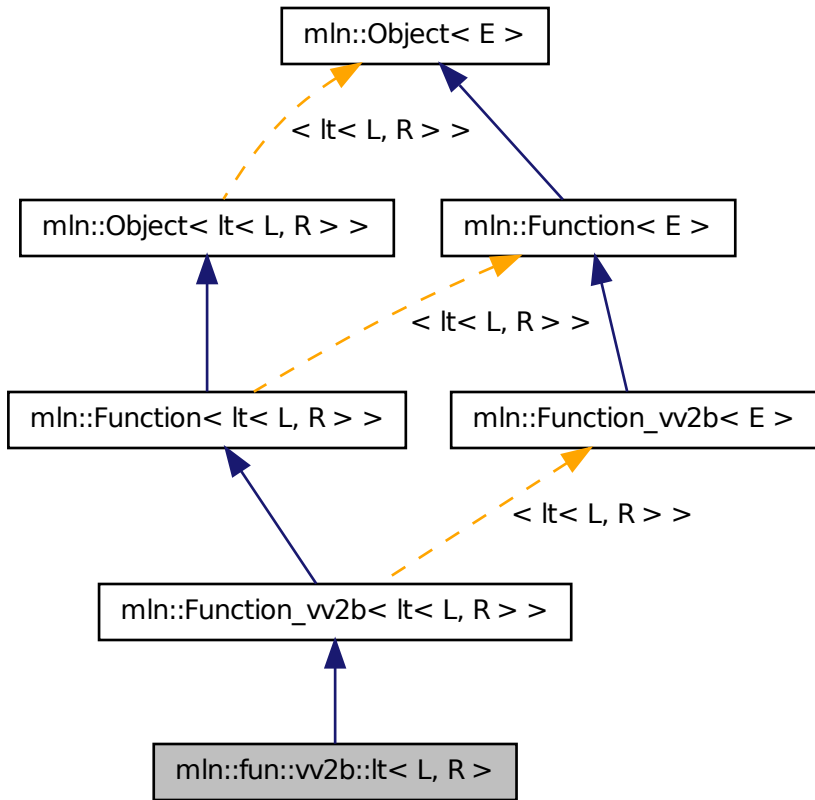 mln::Object< E >
< lt< L, R > >
mln::Object< lt< L, R > >
mln::Function< E >
< lt< L, R > >
mln::Function< lt< L, R > >
mln::Function_vv2b< E >
< lt< L, R > >
mln::Function_vv2b< lt< L, R > >
mln::fun::vv2b::lt< L, R >